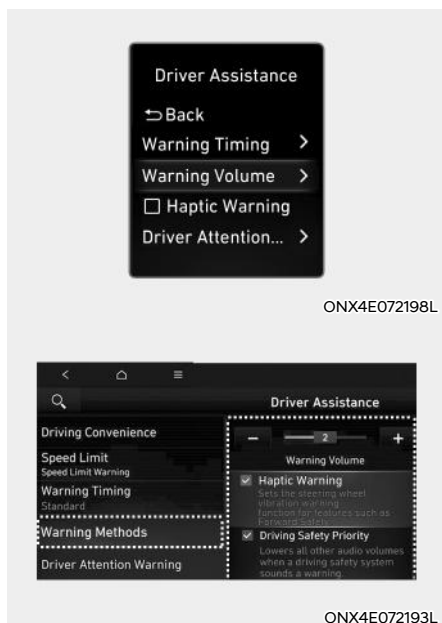 Driver Assistance
Back
Warning Timing >
Warning Volume >
Haptic Warning
Driver Attention... >
ONX4E072198L
Driver Assistance
Driving Convenience
Speed Limit
Speed Limit Warning
Warning Timing
Standard
Warning Methods
Driver Attention Warning
− 2 +
Warning Volume
Haptic Warning
Sets the steering wheel
vibration warning
function for features such as
Forward Safety.
Driving Safety Priority
Lowers all other audio volumes
when a driving safety system
sounds a warning.
ONX4E072193L